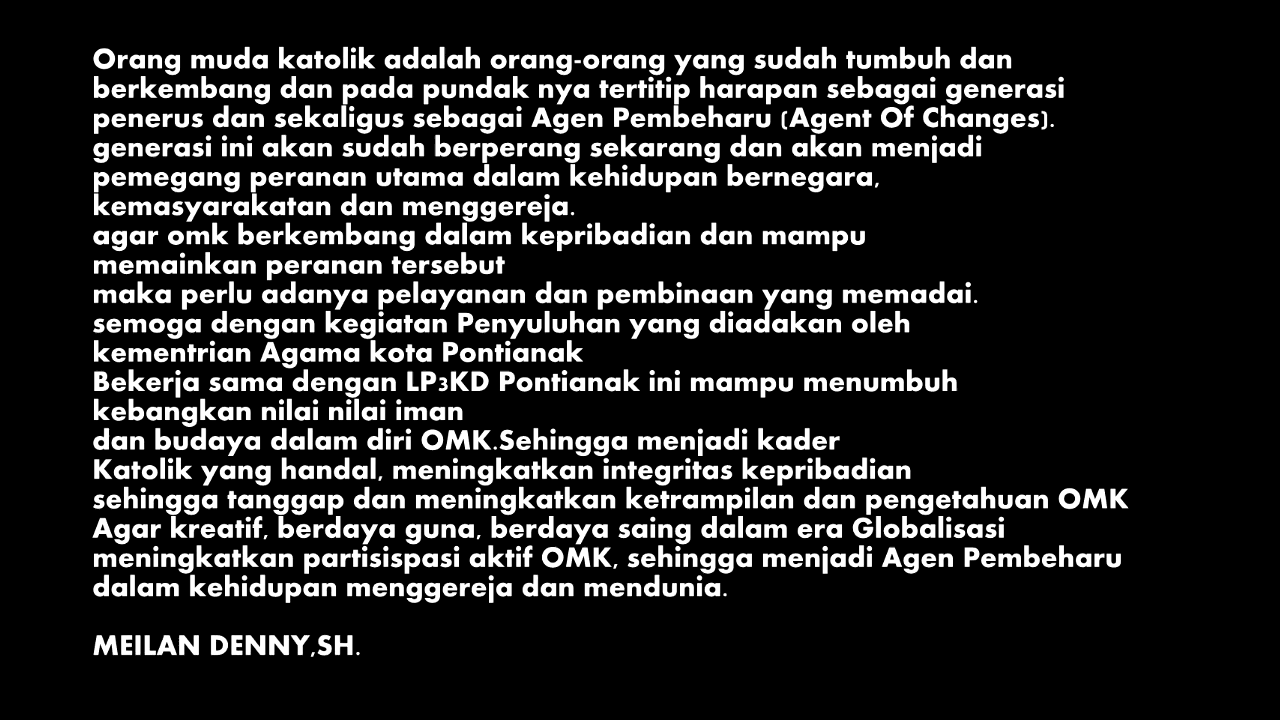 Orang muda katolik adalah orang-orang yang sudah tumbuh dan
berkembang dan pada pundak nya tertitip harapan sebagai generasi
penerus dan sekaligus sebagai Agen Pembeharu (Agent Of Changes).
generasi ini akan sudah berperang sekarang dan akan menjadi
pemegang peranan utama dalam kehidupan bernegara,
kemasyarakatan dan menggereja.
agar omk berkembang dalam kepribadian dan mampu
memainkan peranan tersebut
maka perlu adanya pelayanan dan pembinaan yang memadai.
semoga dengan kegiatan Penyuluhan yang diadakan oleh
kementrian Agama kota Pontianak
Bekerja sama dengan LP3KD Pontianak ini mampu menumbuh
kebangkan nilai nilai iman
dan budaya dalam diri OMK.Sehingga menjadi kader
Katolik yang handal, meningkatkan integritas kepribadian
sehingga tanggap dan meningkatkan ketrampilan dan pengetahuan OMK
Agar kreatif, berdaya guna, berdaya saing dalam era Globalisasi
meningkatkan partisispasi aktif OMK, sehingga menjadi Agen Pembeharu
dalam kehidupan menggereja dan mendunia.
MEILAN DENNY,SH.